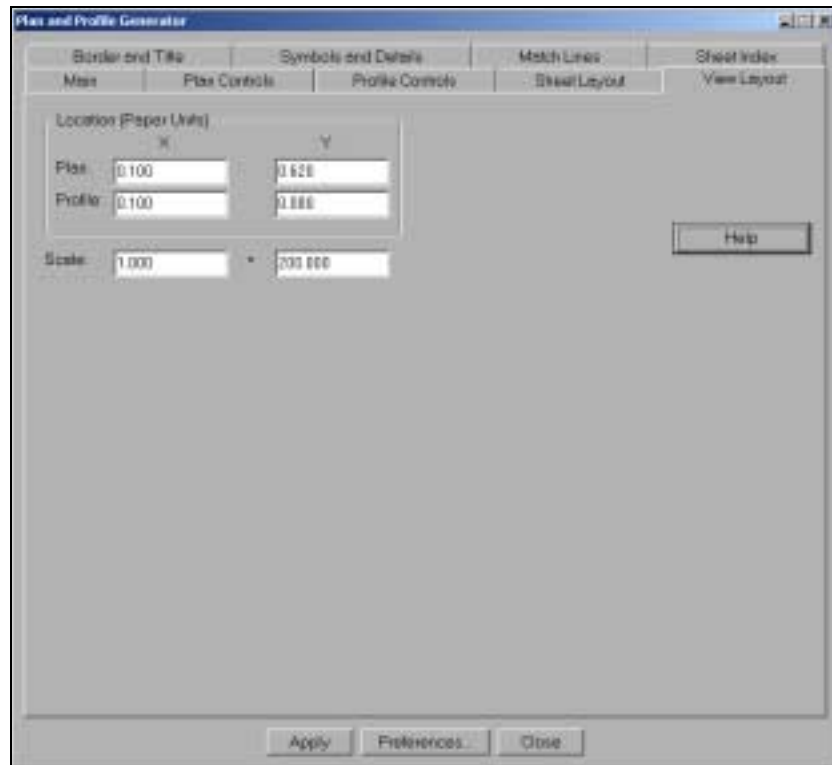 Plan and Profile Generator
Border and Title Symbols and Details Match Lines Sheet Index
Main Plan Controls Profile Controls Sheet Layout View Layout
Location (Paper Units)
X Y
Plan: 0.100 0.620
Profile: 0.100
Help
Scale: 1.000 200.000
Apply Preferences... Close